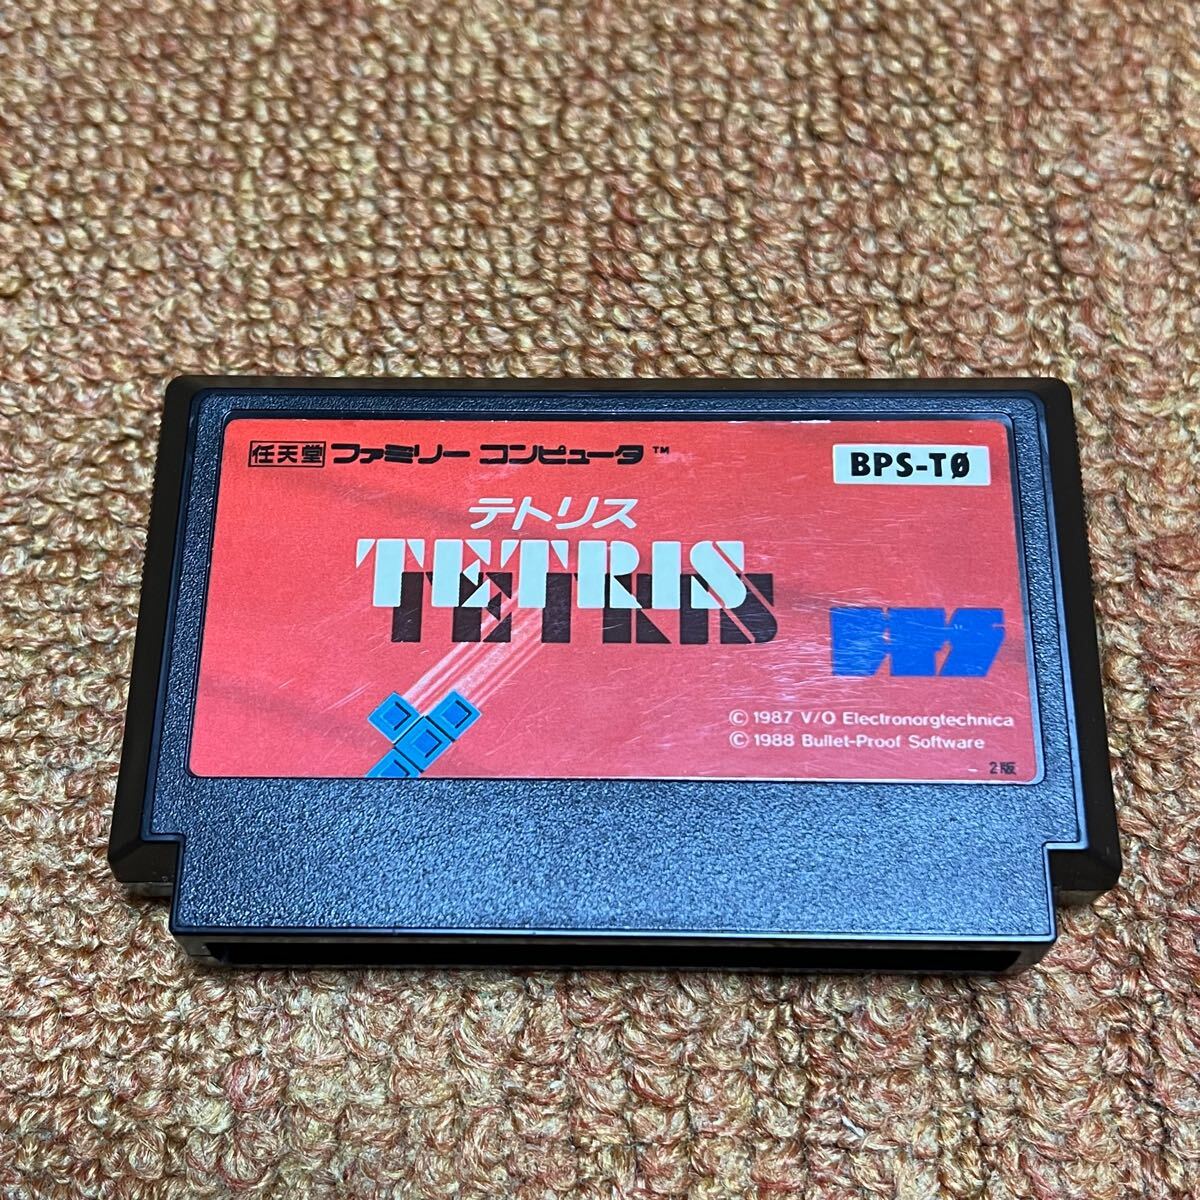 任天堂 ファミリー コンピュータ™
BPS-TØ
テトリス
TETRIS
TETRIS
BPS
© 1987 V/O Electronorgtechnica
© 1988 Bullet-Proof Software
2版